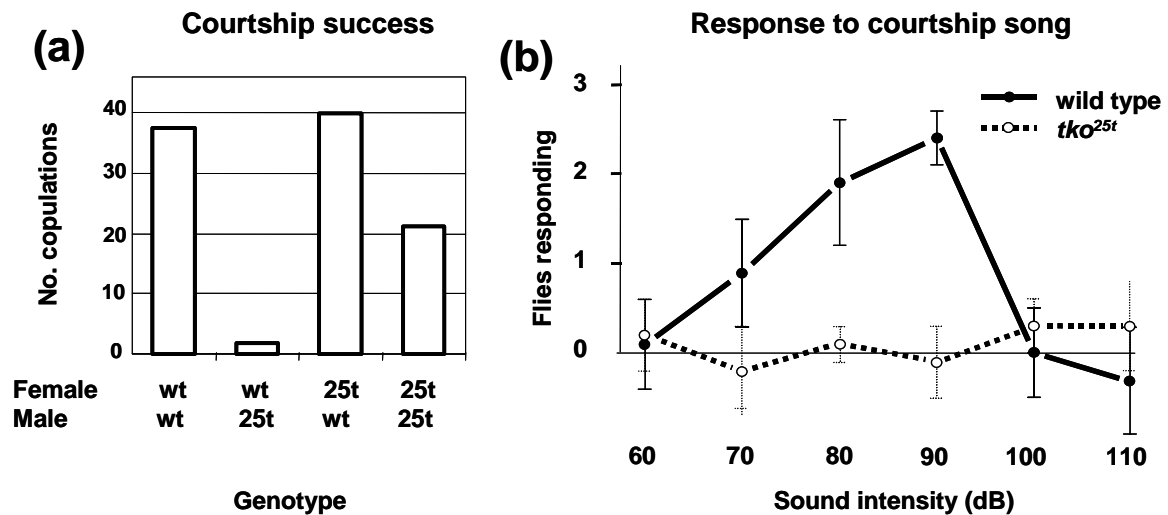 (a)
Courtship success
No. copulations
40
30
20
10
0
Female wt wt 25t 25t
Male wt 25t wt 25t
Genotype
(b)
Response to courtship song
Flies responding
3
2
1
0
wild type
tko25t
60 70 80 90 100 110
Sound intensity (dB)